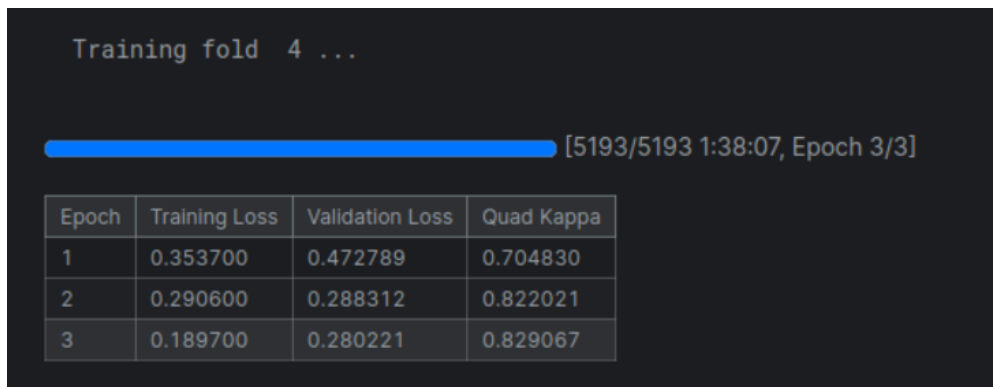 Training fold  4 ...
[5193/5193 1:38:07, Epoch 3/3]
Epoch Training Loss Validation Loss Quad Kappa
1 0.353700 0.472789 0.704830
2 0.290600 0.288312 0.822021
3 0.189700 0.280221 0.829067